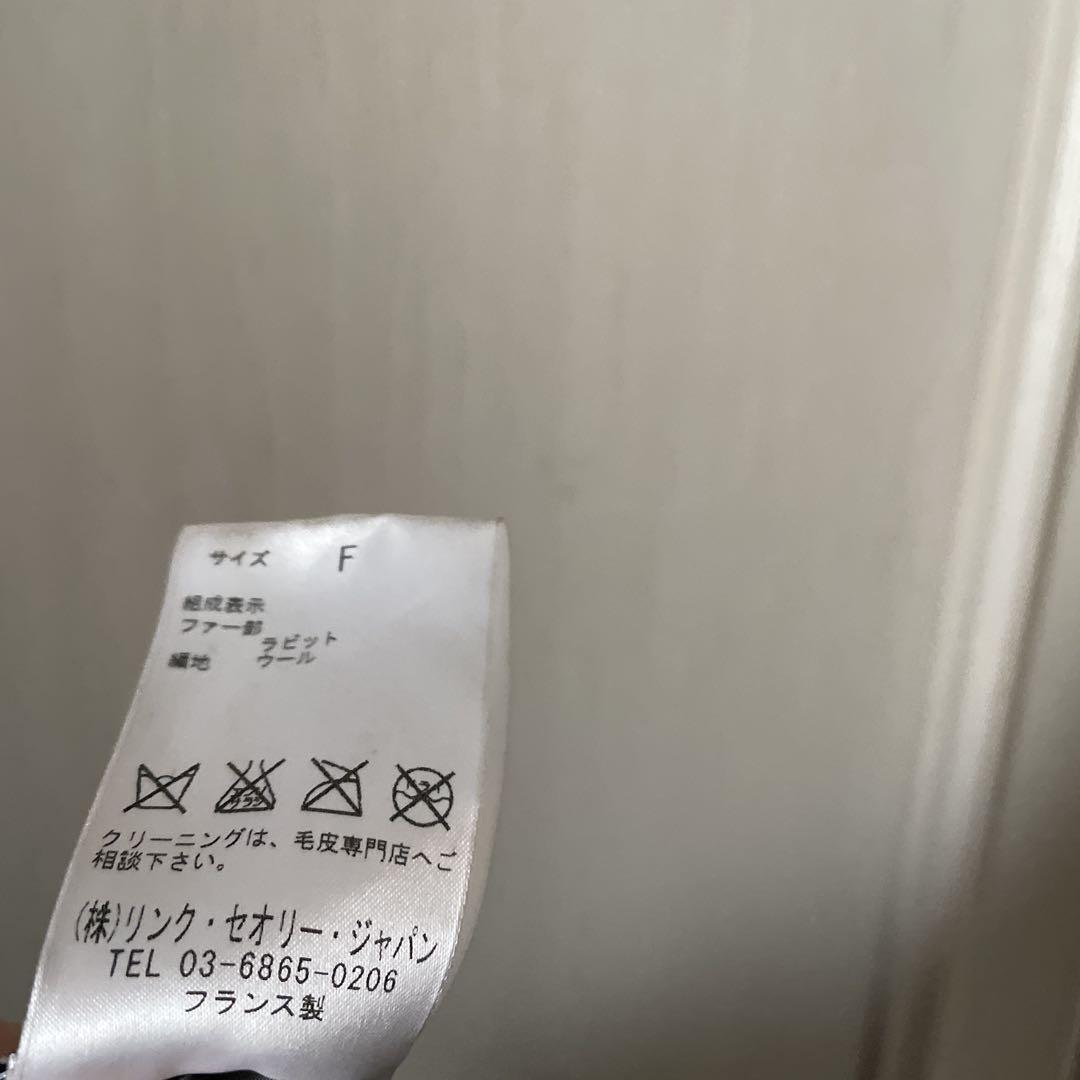 サイズ F
組成表示
ファー部
ラビット
編地 ウール
クリーニングは、毛皮専門店へご
相談下さい。
(株)リンク・セオリー・ジャパン
TEL 03-6865-0206
フランス製